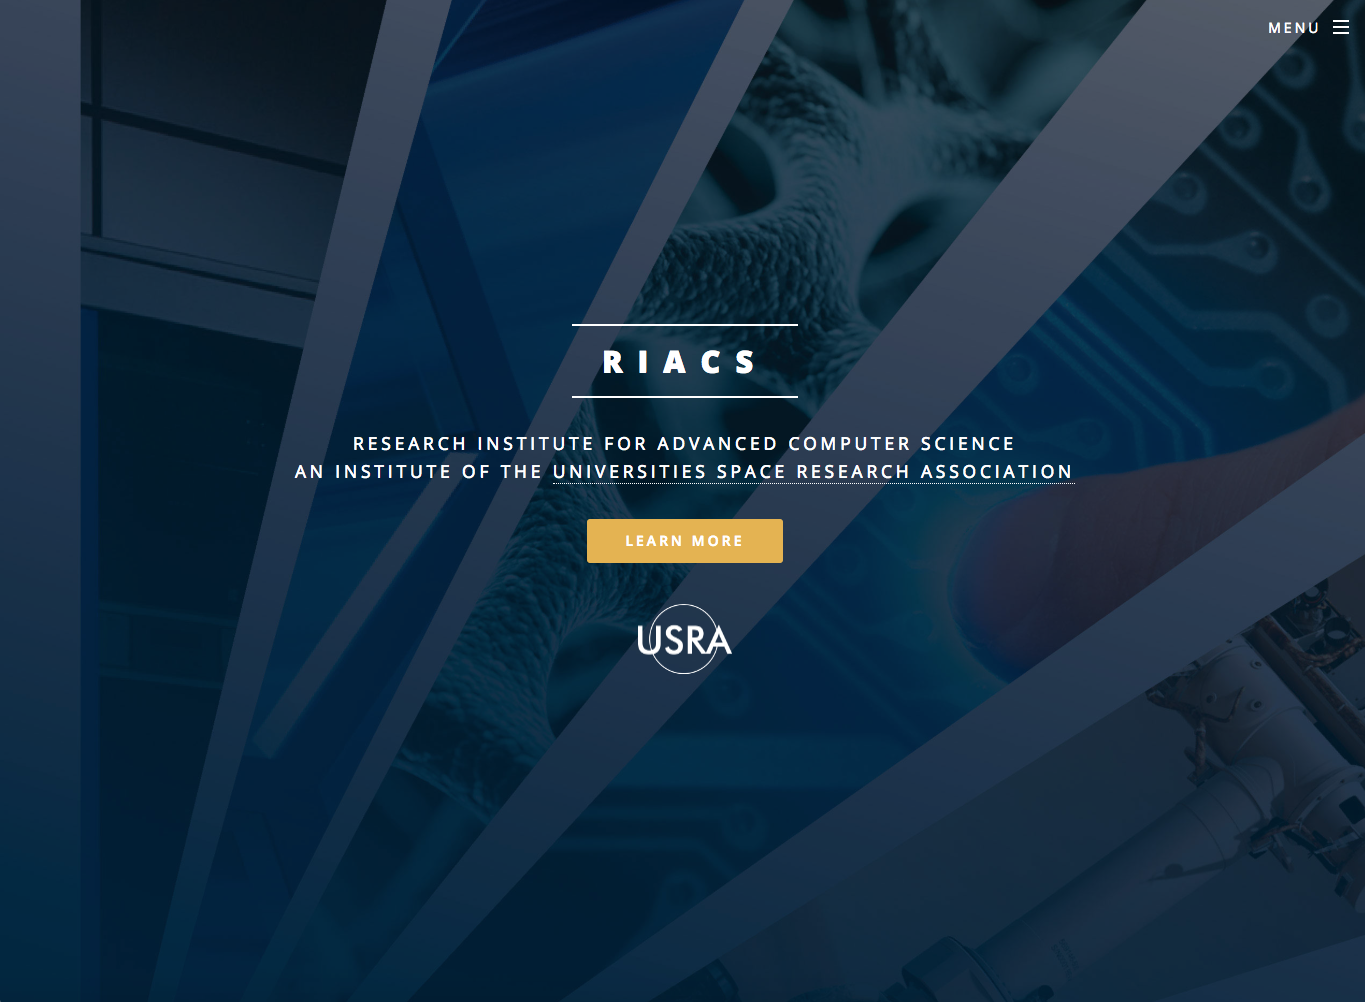 MENU
RIACS
RESEARCH INSTITUTE FOR ADVANCED COMPUTER SCIENCE
AN INSTITUTE OF THE UNIVERSITIES SPACE RESEARCH ASSOCIATION
LEARN MORE
USRA